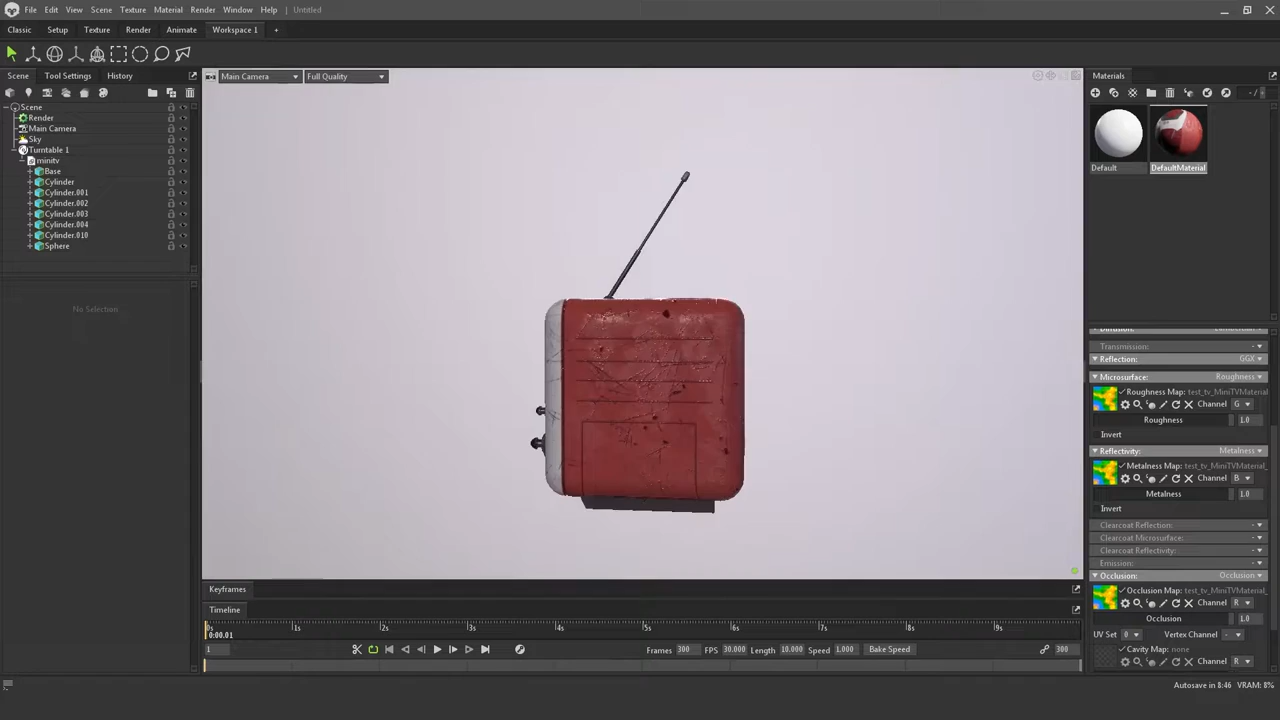 File Edit View Scene Texture Material Render Window Help Untitled
Classic Setup Texture Render Animate Workspace 1 +
Scene Tool Settings History
Main Camera Full Quality
Materials
Scene
Render
Main Camera
Sky
Turntable 1
minitv
Base
Cylinder
Cylinder.001
Cylinder.002
Cylinder.003
Cylinder.004
Cylinder.010
Sphere
No Selection
Default DefaultMaterial
Transmission:
Reflection: GGX
Microsurface: Roughness
Roughness Map: test_tv_MiniTVMaterial_
Channel G
Roughness 1.0
Invert
Reflectivity: Metalness
Metalness Map: test_tv_MiniTVMaterial_
Channel B
Metalness 1.0
Invert
Clearcoat Reflection:
Clearcoat Microsurface:
Clearcoat Reflectivity:
Emission:
Occlusion: Occlusion
Occlusion Map: test_tv_MiniTVMaterial_
Channel R
Occlusion 1.0
UV Set 0 Vertex Channel -
Cavity Map: none
Channel R
Keyframes
Timeline
0s 1s 2s 3s 4s 5s 6s 7s 8s 9s
0:00.01
1 Frames 300 FPS 30.000 Length 10.000 Speed 1.000 Bake Speed 300
Autosave in 8:46 VRAM: 8%